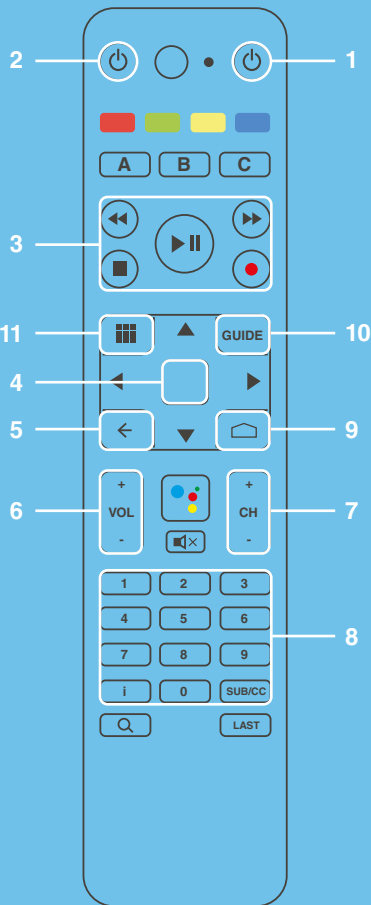 2 1
A B C
3
11 GUIDE 10
4
5 9
+ +
6 VOL CH 7
- -
1 2 3
4 5 6
8
7 8 9
i 0 SUB/CC
LAST